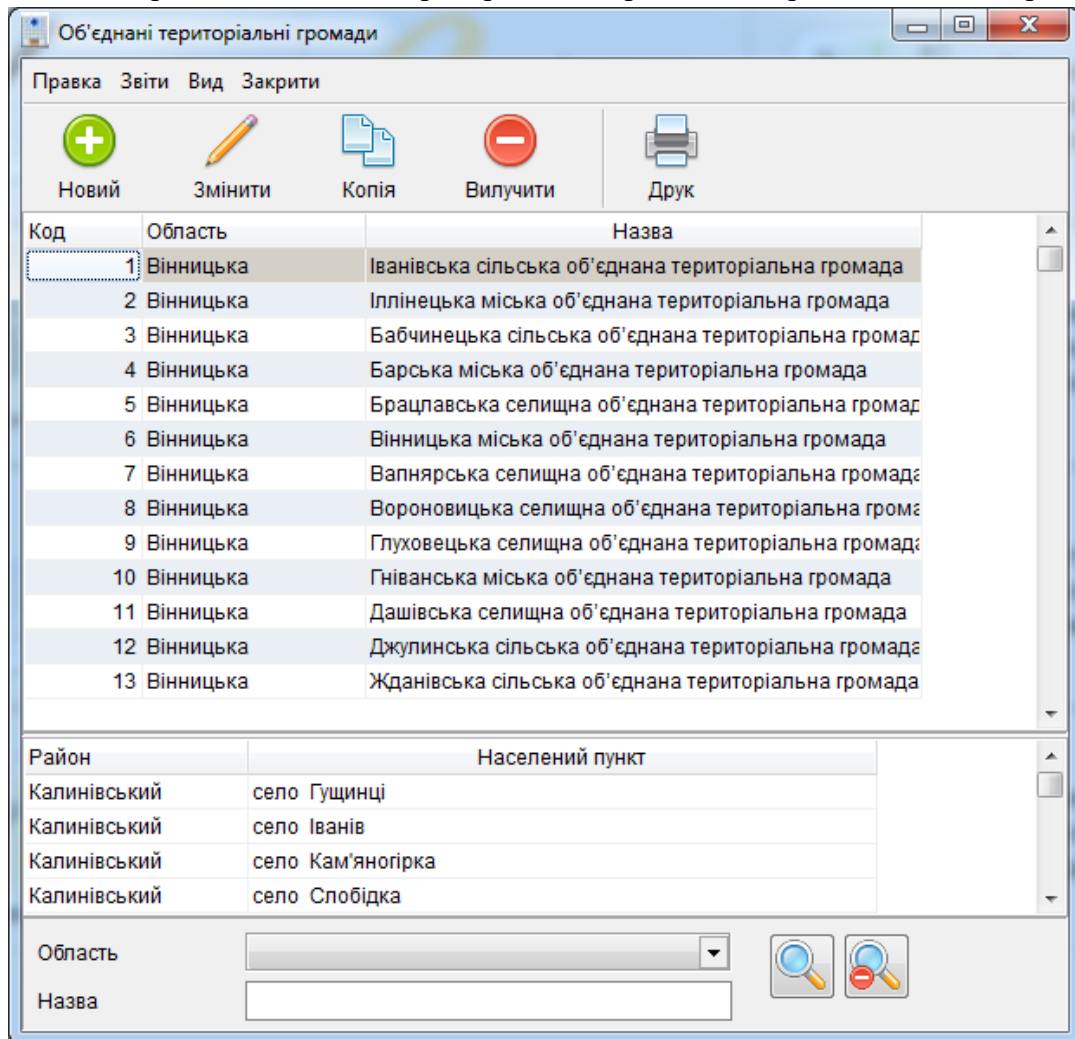 Об'єднані територіальні громади
Правка Звіти Вид Закрити
Новий Змінити Копія Вилучити Друк
Код Область Назва
1 Вінницька Іванівська сільська об'єднана територіальна громада
2 Вінницька Іллінецька міська об'єднана територіальна громада
3 Вінницька Бабчинецька сільська об'єднана територіальна громад
4 Вінницька Барська міська об'єднана територіальна громада
5 Вінницька Брацлавська селищна об'єднана територіальна громад
6 Вінницька Вінницька міська об'єднана територіальна громада
7 Вінницька Вапнярська селищна об'єднана територіальна громада
8 Вінницька Вороновицька селищна об'єднана територіальна грома
9 Вінницька Глуховецька селищна об'єднана територіальна громада
10 Вінницька Гніванська міська об'єднана територіальна громада
11 Вінницька Дашівська селищна об'єднана територіальна громада
12 Вінницька Джулинська сільська об'єднана територіальна громада
13 Вінницька Жданівська сільська об'єднана територіальна громада
Район Населений пункт
Калинівський село Гущинці
Калинівський село Іванів
Калинівський село Кам'яногірка
Калинівський село Слобідка
Область
Назва